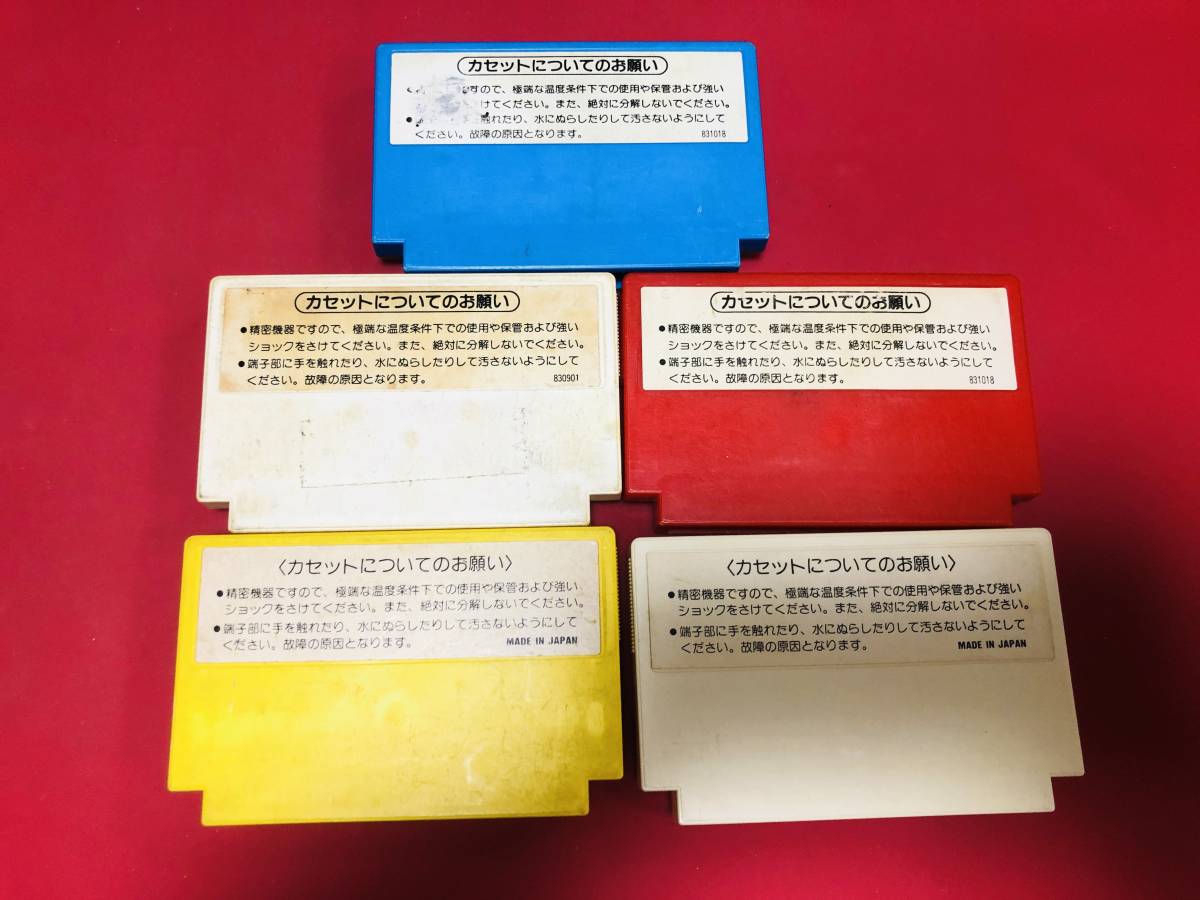 カセットについてのお願い
すので、極端な温度条件下での使用や保管および強い
けてください。また、絶対に分解しないでください。
● 触れたり、水にぬらしたりして汚さないようにして
ください。故障の原因となります。
831018
カセットについてのお願い
●精密機器ですので、極端な温度条件下での使用や保管および強い
ショックをさけてください。また、絶対に分解しないでください。
●端子部に手を触れたり、水にぬらしたりして汚さないようにして
ください。故障の原因となります。
830901
カセットについてのお願い
●精密機器ですので、極端な温度条件下での使用や保管および強い
ショックをさけてください。また、絶対に分解しないでください。
●端子部に手を触れたり、水にぬらしたりして汚さないようにして
ください。故障の原因となります。
831018
〈カセットについてのお願い〉
●精密機器ですので、極端な温度条件下での使用や保管および強い
ショックをさけてください。また、絶対に分解しないでください。
●端子部に手を触れたり、水にぬらしたりして汚さないようにして
ください。故障の原因となります。
MADE IN JAPAN
〈カセットについてのお願い〉
●精密機器ですので、極端な温度条件下での使用や保管および強い
ショックをさけてください。また、絶対に分解しないでください。
●端子部に手を触れたり、水にぬらしたりして汚さないようにして
ください。故障の原因となります。
MADE IN JAPAN